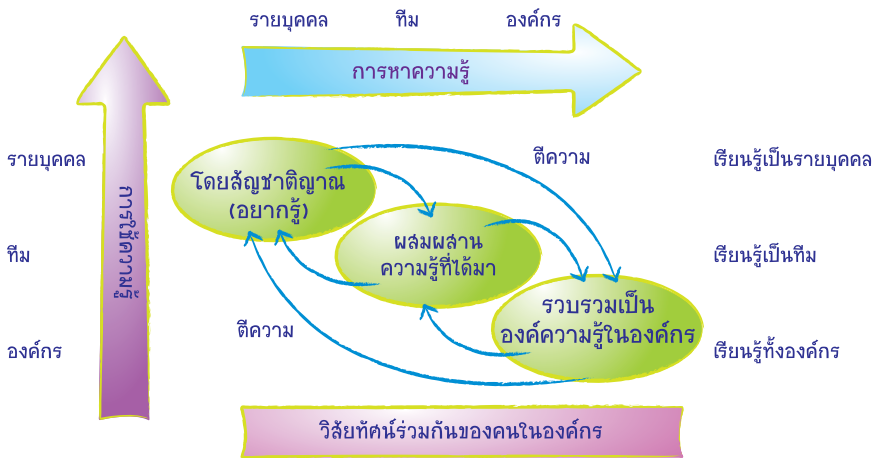 รายบุคคล ทีม องค์กร
การหาความรู้
รายบุคคล
ทีม
องค์กร
การใช้ความรู้
โดยสัญชาติญาณ
(อยากรู้)
ตีความ
ผสมผสาน
ความรู้ที่ได้มา
รวบรวมเป็น
องค์ความรู้ในองค์กร
ตีความ
เรียนรู้เป็นรายบุคคล
เรียนรู้เป็นทีม
เรียนรู้ทั้งองค์กร
วิสัยทัศน์ร่วมกันของคนในองค์กร